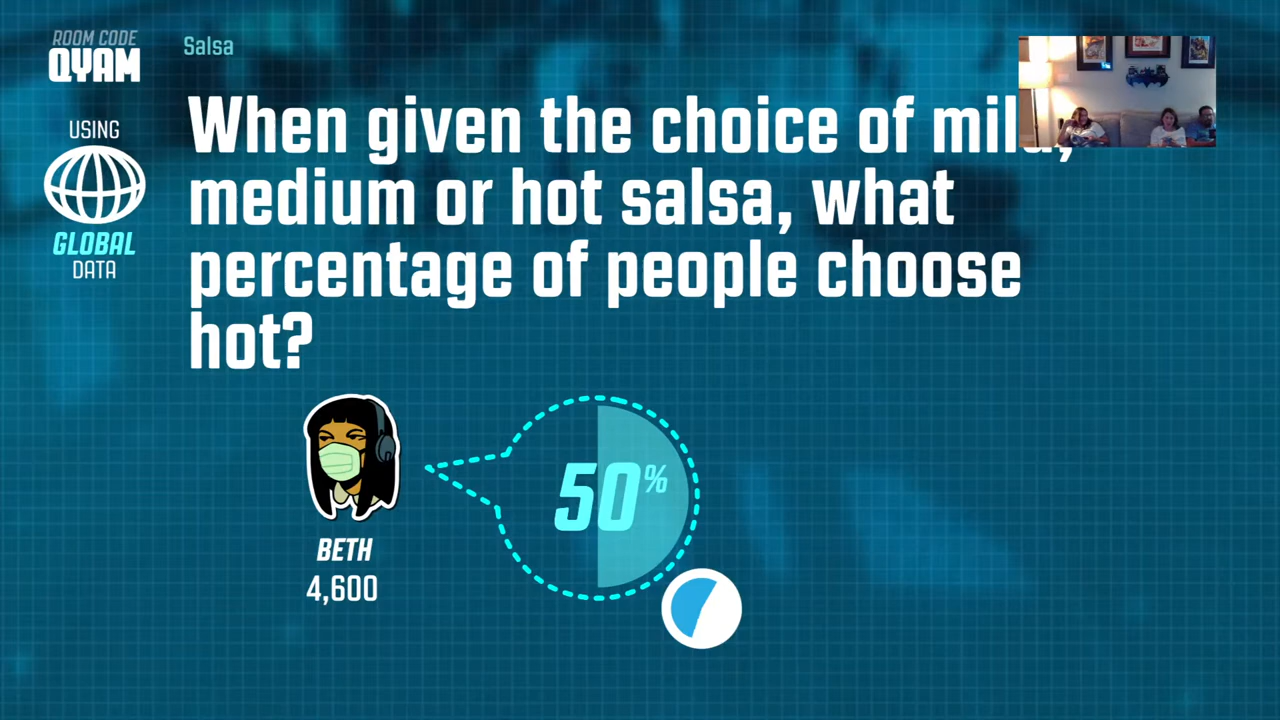 ROOM CODE
QYAM
Salsa
USING
GLOBAL
DATA
When given the choice of mild,
medium or hot salsa, what
percentage of people choose
hot?
50%
BETH
4,600